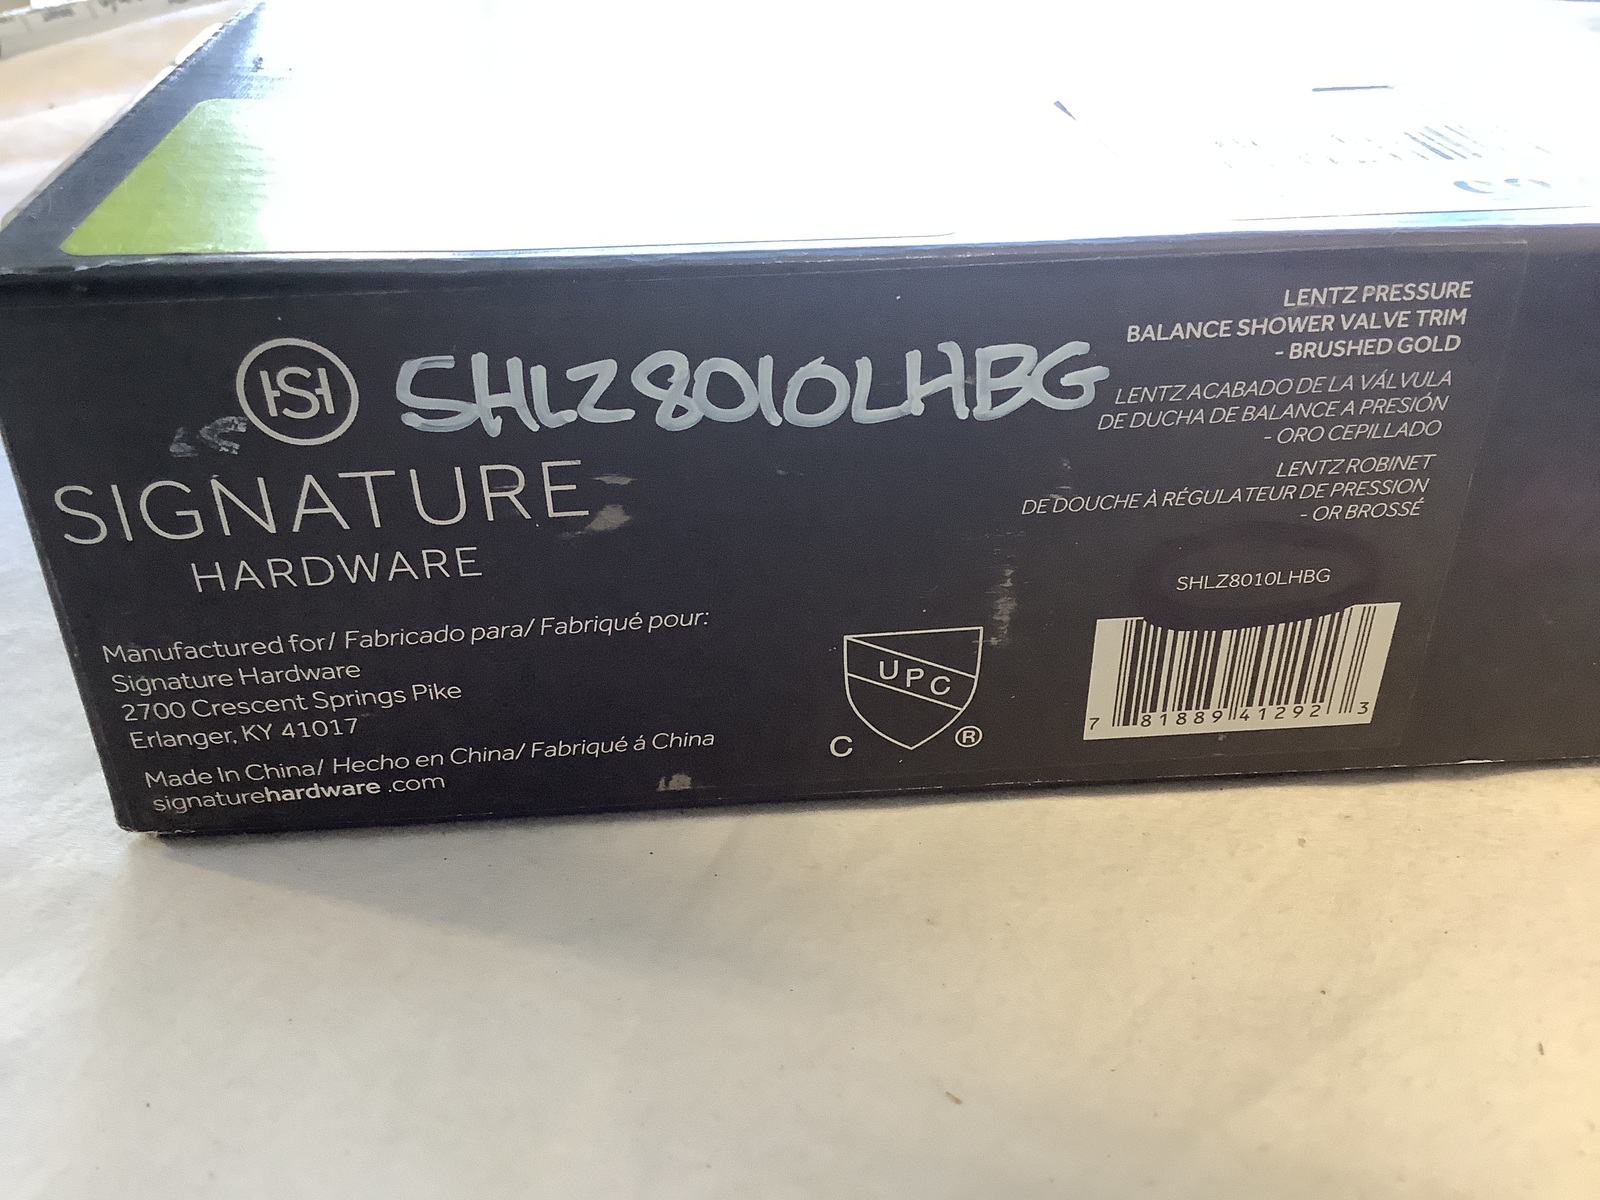 HS
SHLZ8010LHBG
SIGNATURE
HARDWARE
Manufactured for/ Fabricado para/ Fabriqué pour:
Signature Hardware
2700 Crescent Springs Pike
Erlanger, KY 41017
Made In China/ Hecho en China/ Fabriqué á China
signaturehardware .com
UPC
C ®
LENTZ PRESSURE
BALANCE SHOWER VALVE TRIM
- BRUSHED GOLD
LENTZ ACABADO DE LA VÁLVULA
DE DUCHA DE BALANCE A PRESIÓN
- ORO CEPILLADO
LENTZ ROBINET
DE DOUCHE À RÉGULATEUR DE PRESSION
- OR BROSSÉ
SHLZ8010LHBG
7 81889 41292 3